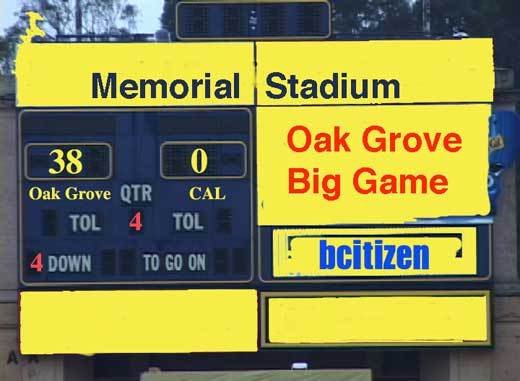 Memorial Stadium
Oak Grove
Big Game
38 0
Oak Grove QTR CAL
TOL 4 TOL
bcitizen
4 DOWN TO GO ON